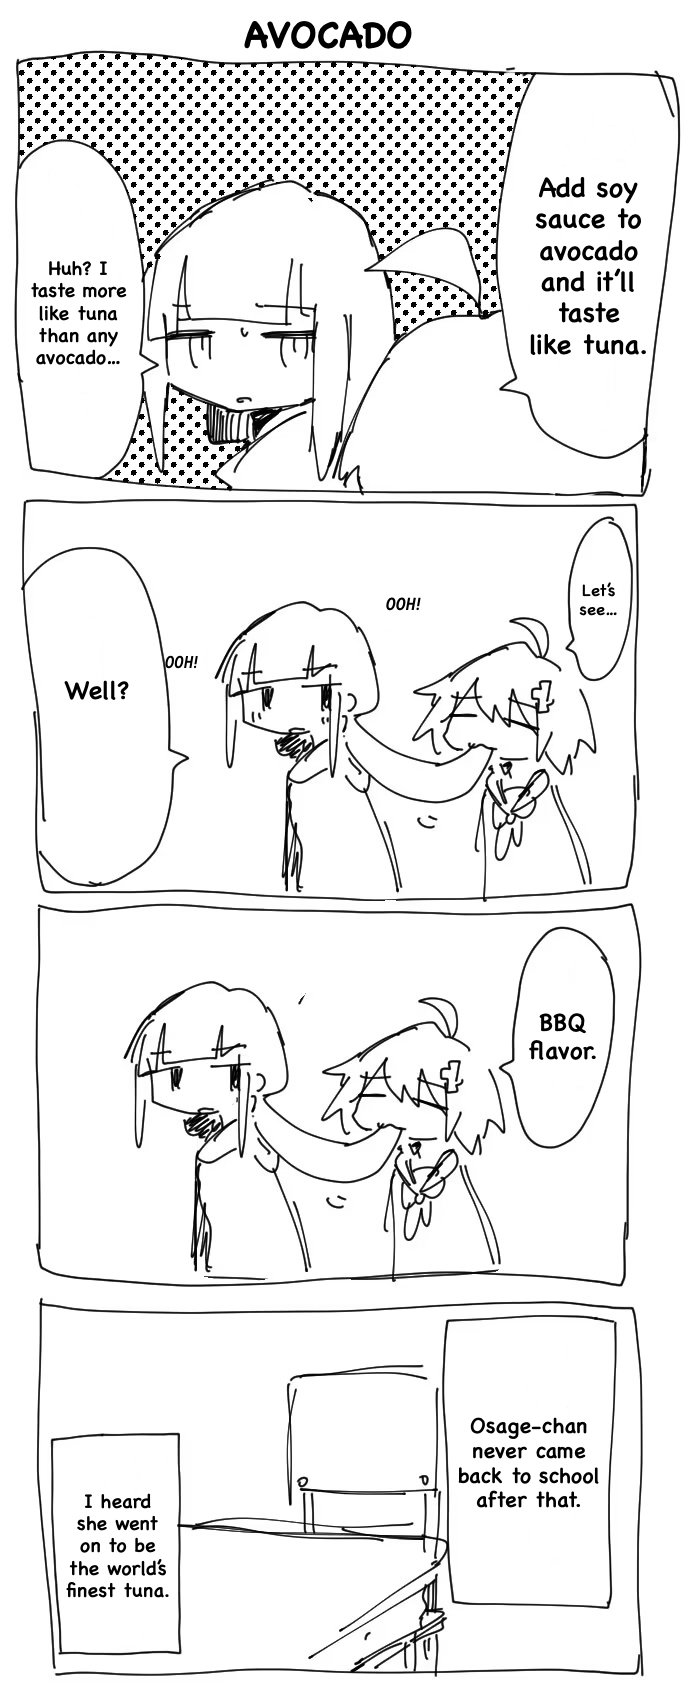 AVOCADO
Add soy
sauce to
avocado
and it'll
taste
like tuna.
Huh? I
taste more
like tuna
than any
avocado...
Let's
see...
OOH!
OOH!
Well?
BBQ
flavor.
Osage-chan
never came
back to school
after that.
I heard
she went
on to be
the world's
finest tuna.